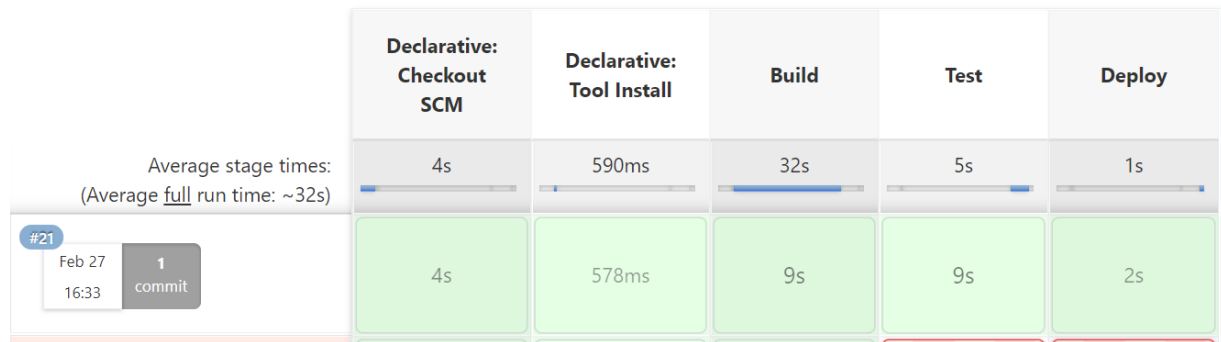 Declarative:
Checkout
SCM
Declarative:
Tool Install
Build
Test
Deploy
Average stage times:
(Average full run time: ~32s)
4s
590ms
32s
5s
1s
#21
Feb 27
16:33
1
commit
4s
578ms
9s
9s
2s